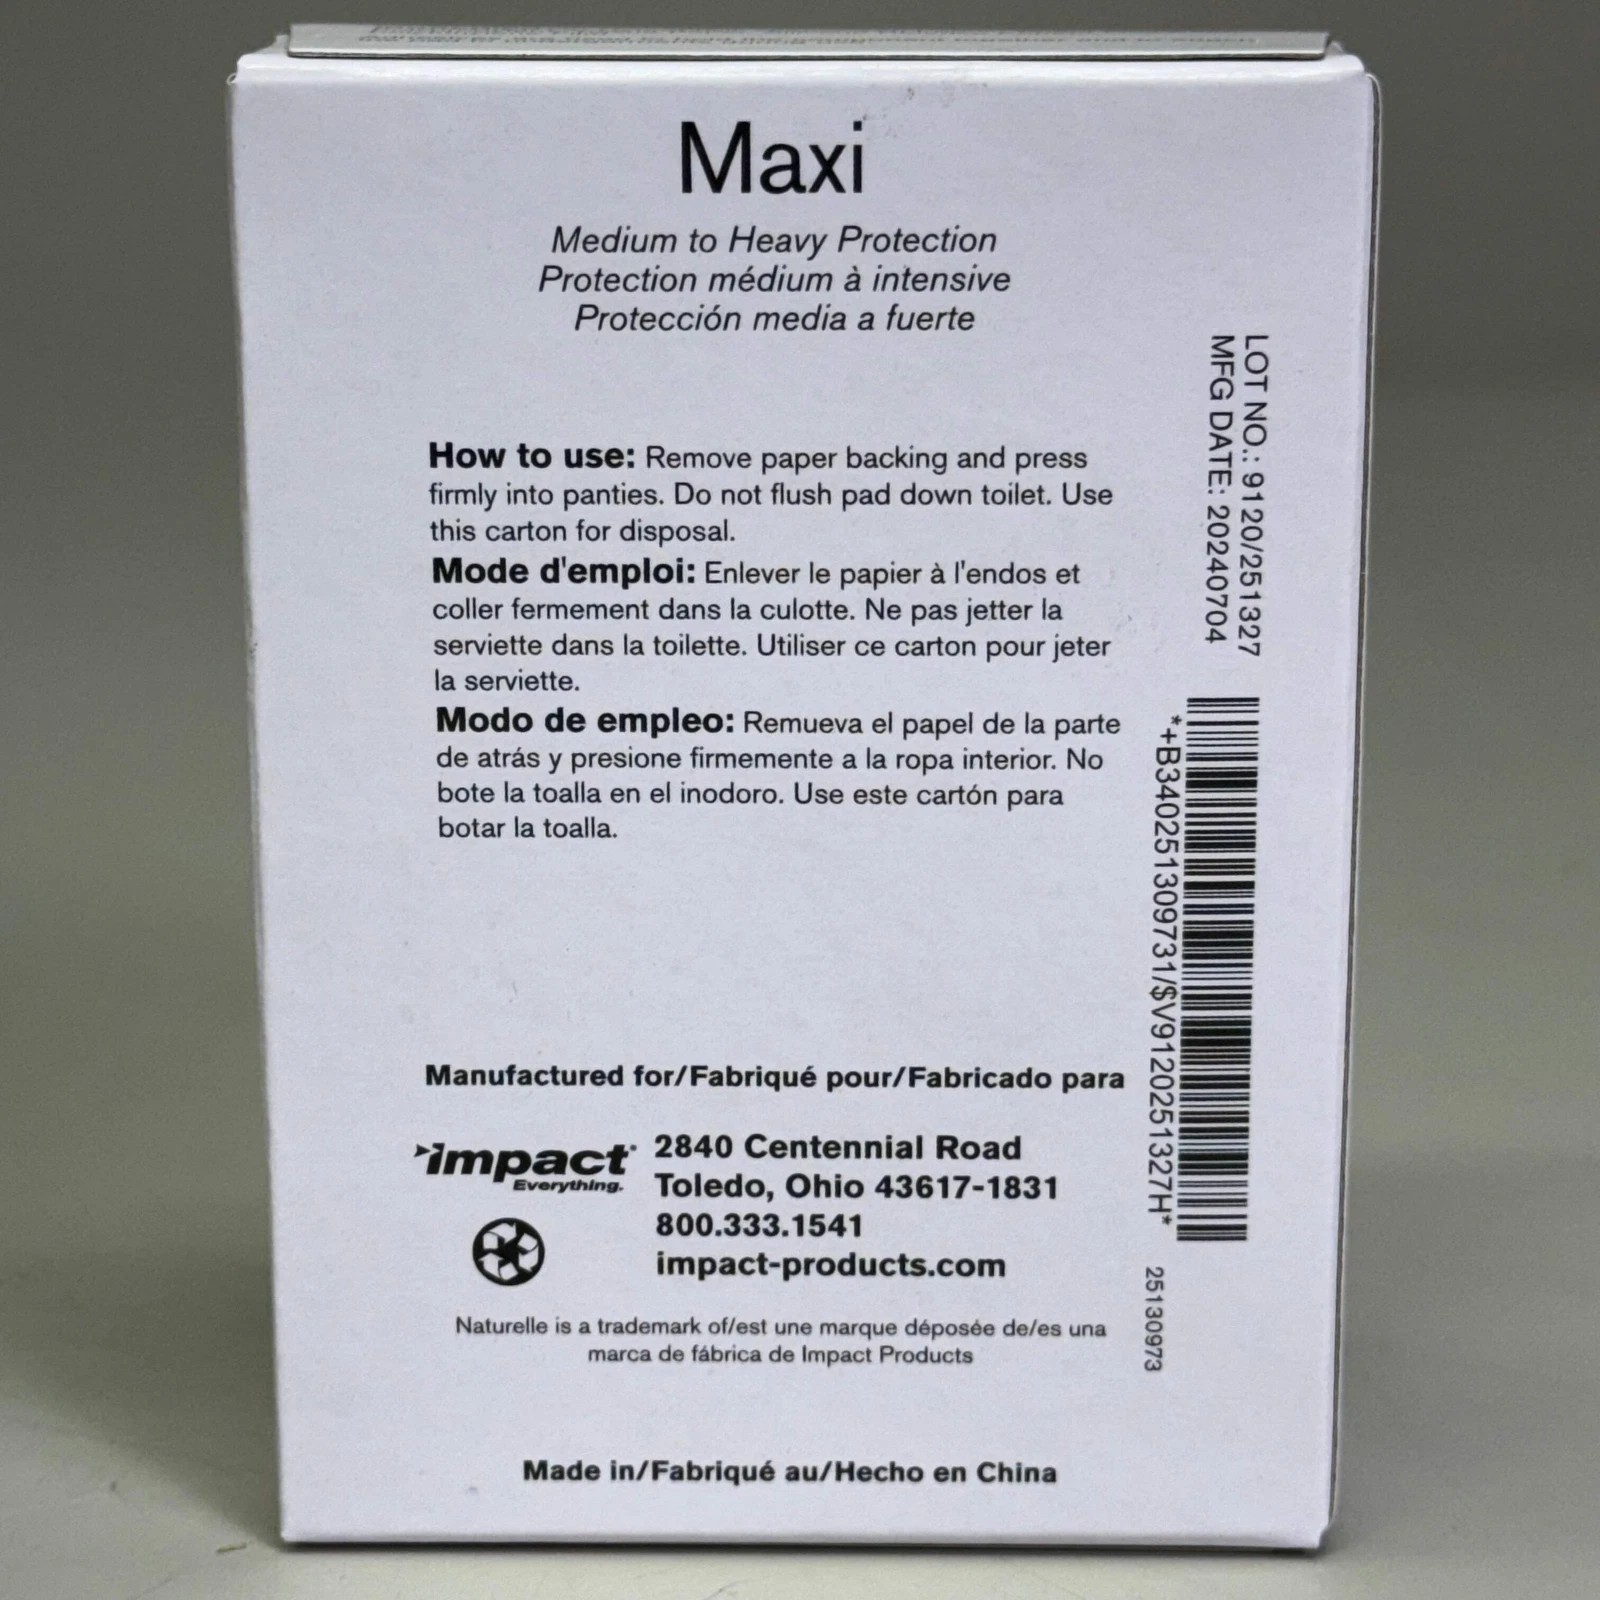 Maxi
Medium to Heavy Protection
Protection médium à intensive
Protección media a fuerte
How to use: Remove paper backing and press
firmly into panties. Do not flush pad down toilet. Use
this carton for disposal.
Mode d'emploi: Enlever le papier à l'endos et
coller fermement dans la culotte. Ne pas jetter la
serviette dans la toilette. Utiliser ce carton pour jeter
la serviette.
Modo de empleo: Remueva el papel de la parte
de atrás y presione firmemente a la ropa interior. No
bote la toalla en el inodoro. Use este cartón para
botar la toalla.
Manufactured for/Fabriqué pour/Fabricado para
impact
Everything.
2840 Centennial Road
Toledo, Ohio 43617-1831
800.333.1541
impact-products.com
Naturelle is a trademark of/est une marque déposée de/es una
marca de fábrica de Impact Products
Made in/Fabriqué au/Hecho en China
LOT NO.: 9120/251327
MFG DATE: 20240704
*+B340251309731/$V9120251327H*
25130973